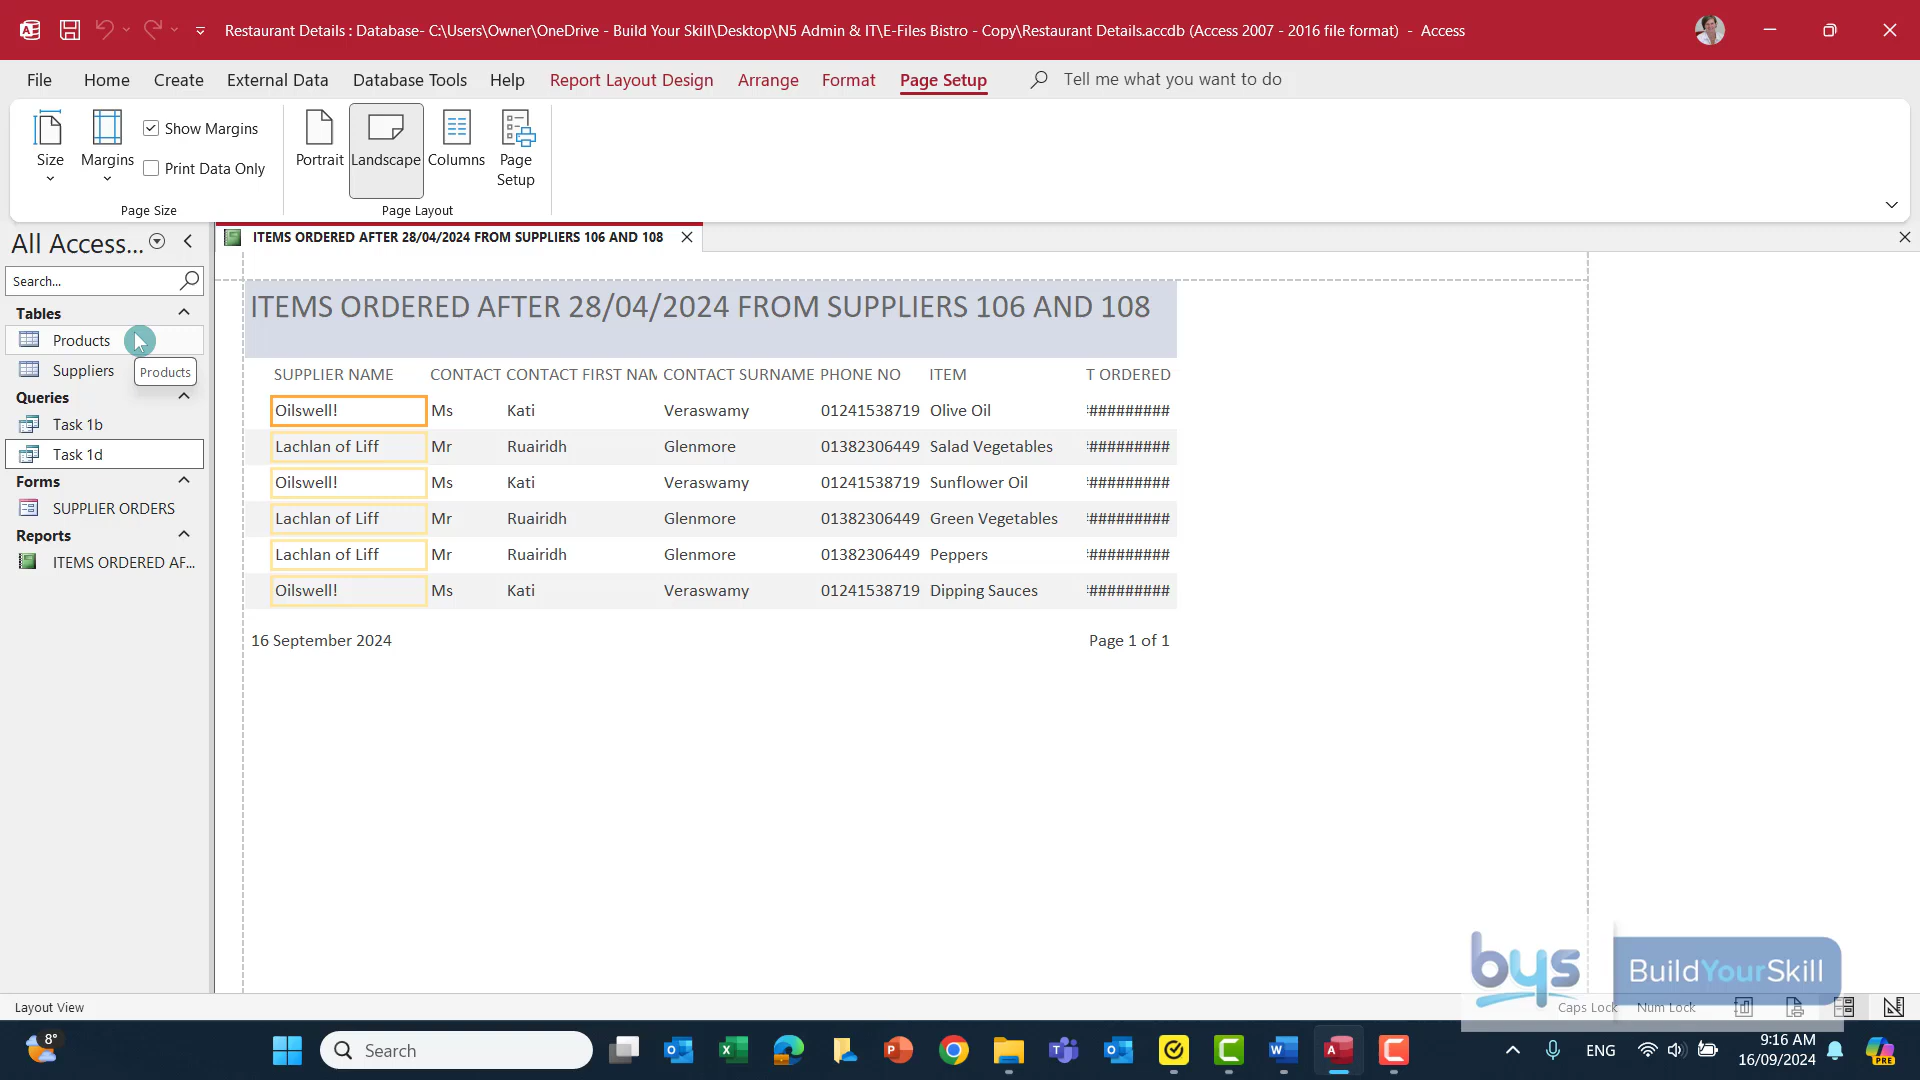 Restaurant Details : Database- C:\Users\Owner\OneDrive - Build Your Skill\Desktop\N5 Admin & IT\E-Files Bistro - Copy\Restaurant Details.accdb (Access 2007 - 2016 file format) - Access
File Home Create External Data Database Tools Help Report Layout Design Arrange Format Page Setup Tell me what you want to do
Size Margins Show Margins Print Data Only Portrait Landscape Columns Page Setup
Page Size Page Layout
All Access...
Search...
Tables
Products
Suppliers
Products
Queries
Task 1b
Task 1d
Forms
SUPPLIER ORDERS
Reports
ITEMS ORDERED AF...
ITEMS ORDERED AFTER 28/04/2024 FROM SUPPLIERS 106 AND 108
ITEMS ORDERED AFTER 28/04/2024 FROM SUPPLIERS 106 AND 108
SUPPLIER NAME CONTACT CONTACT FIRST NAM CONTACT SURNAME PHONE NO ITEM T ORDERED
Oilswell! Ms Kati Veraswamy 01241538719 Olive Oil ##########
Lachlan of Liff Mr Ruairidh Glenmore 01382306449 Salad Vegetables ##########
Oilswell! Ms Kati Veraswamy 01241538719 Sunflower Oil ##########
Lachlan of Liff Mr Ruairidh Glenmore 01382306449 Green Vegetables ##########
Lachlan of Liff Mr Ruairidh Glenmore 01382306449 Peppers ##########
Oilswell! Ms Kati Veraswamy 01241538719 Dipping Sauces ##########
16 September 2024 Page 1 of 1
bys BuildYourSkill
Layout View Caps Lock Num Lock
8°
Search
ENG
9:16 AM
16/09/2024
PRE